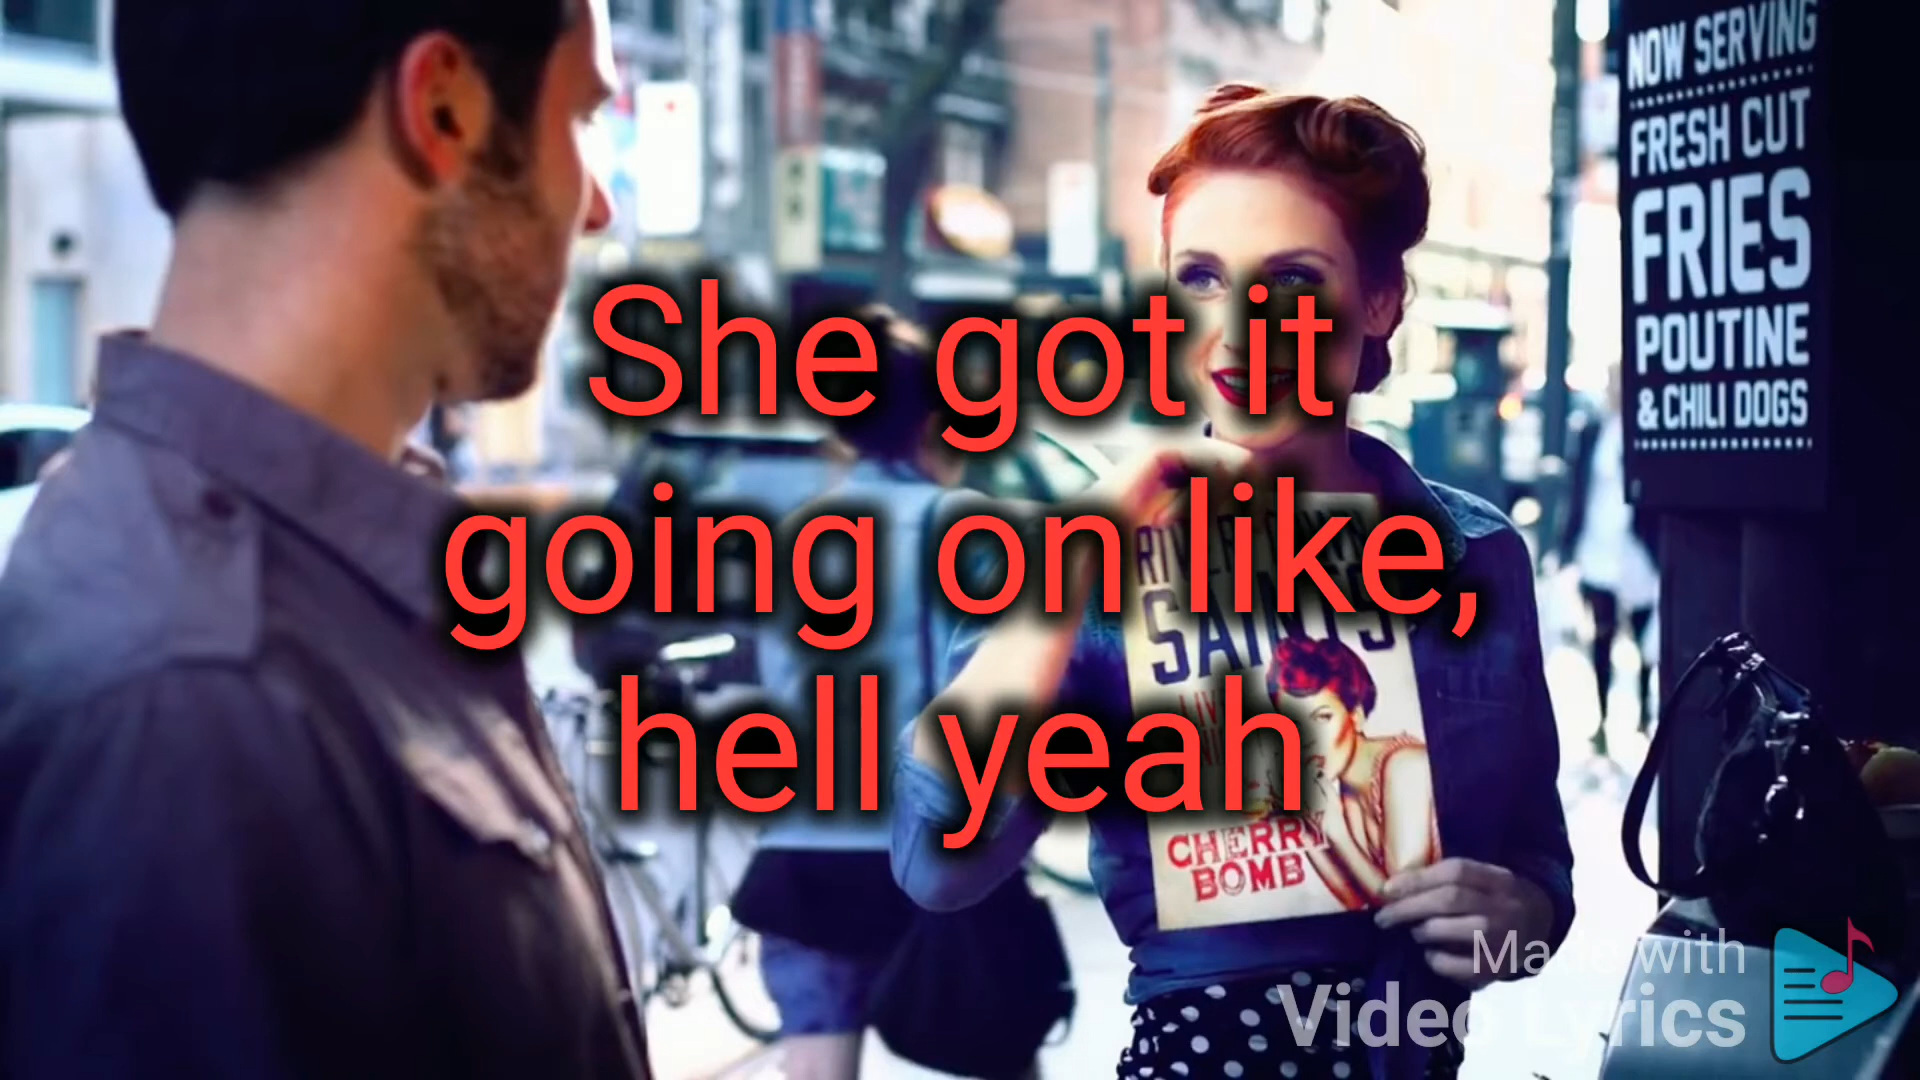 NOW SERVING
FRESH CUT
FRIES
POUTINE
& CHILI DOGS
She got it
going on like,
hell yeah
SAINTS
CHERRY
BOMB
Made with
Video Lyrics